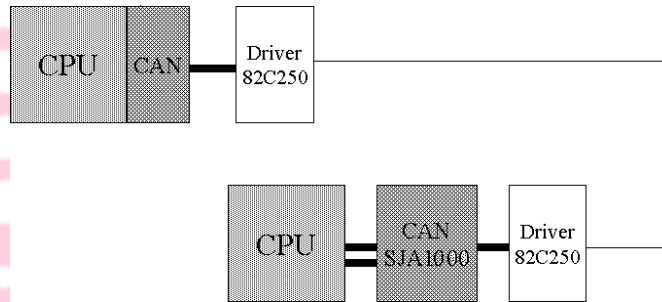 CPU
CAN
Driver
82C250
CPU
CAN
SJA1000
Driver
82C250